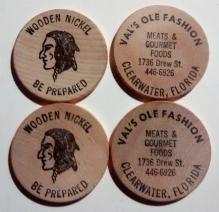 WOODEN NICKEL
BE PREPARED
VAL'S OLE FASHION
MEATS &
GOURMET
FOODS
1736 Drew St.
446-6926
CLEARWATER, FLORIDA
WOODEN NICKEL
BE PREPARED
VAL'S OLE FASHION
MEATS &
GOURMET
FOODS
1736 Drew St.
446-6926
CLEARWATER, FLORIDA